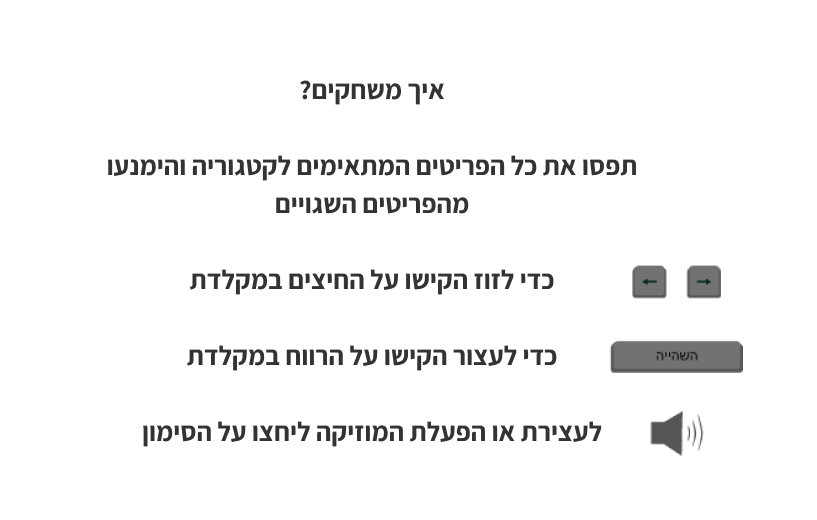 איך משחקים?
תפסו את כל הפריטים המתאימים לקטגוריה והימנעו
מהפריטים השגויים
כדי לזוז הקישו על החיצים במקלדת
כדי לעצור הקישו על הרווח במקלדת
השהייה
לעצירת או הפעלת המוזיקה ליחצו על הסימון